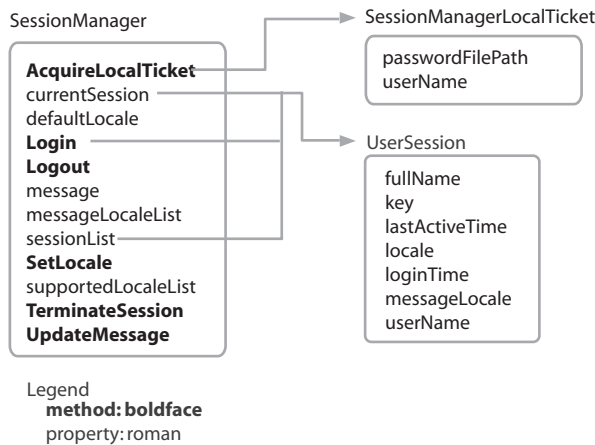 SessionManager
AcquireLocalTicket
currentSession
defaultLocale
Login
Logout
message
messageLocaleList
sessionList
SetLocale
supportedLocaleList
TerminateSession
UpdateMessage
SessionManagerLocalTicket
passwordFilePath
userName
UserSession
fullName
key
lastActiveTime
locale
loginTime
messageLocale
userName
Legend
method: boldface
property: roman